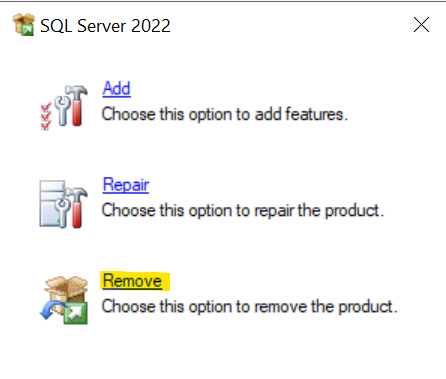 SQL Server 2022
Add
Choose this option to add features.
Repair
Choose this option to repair the product.
Remove
Choose this option to remove the product.